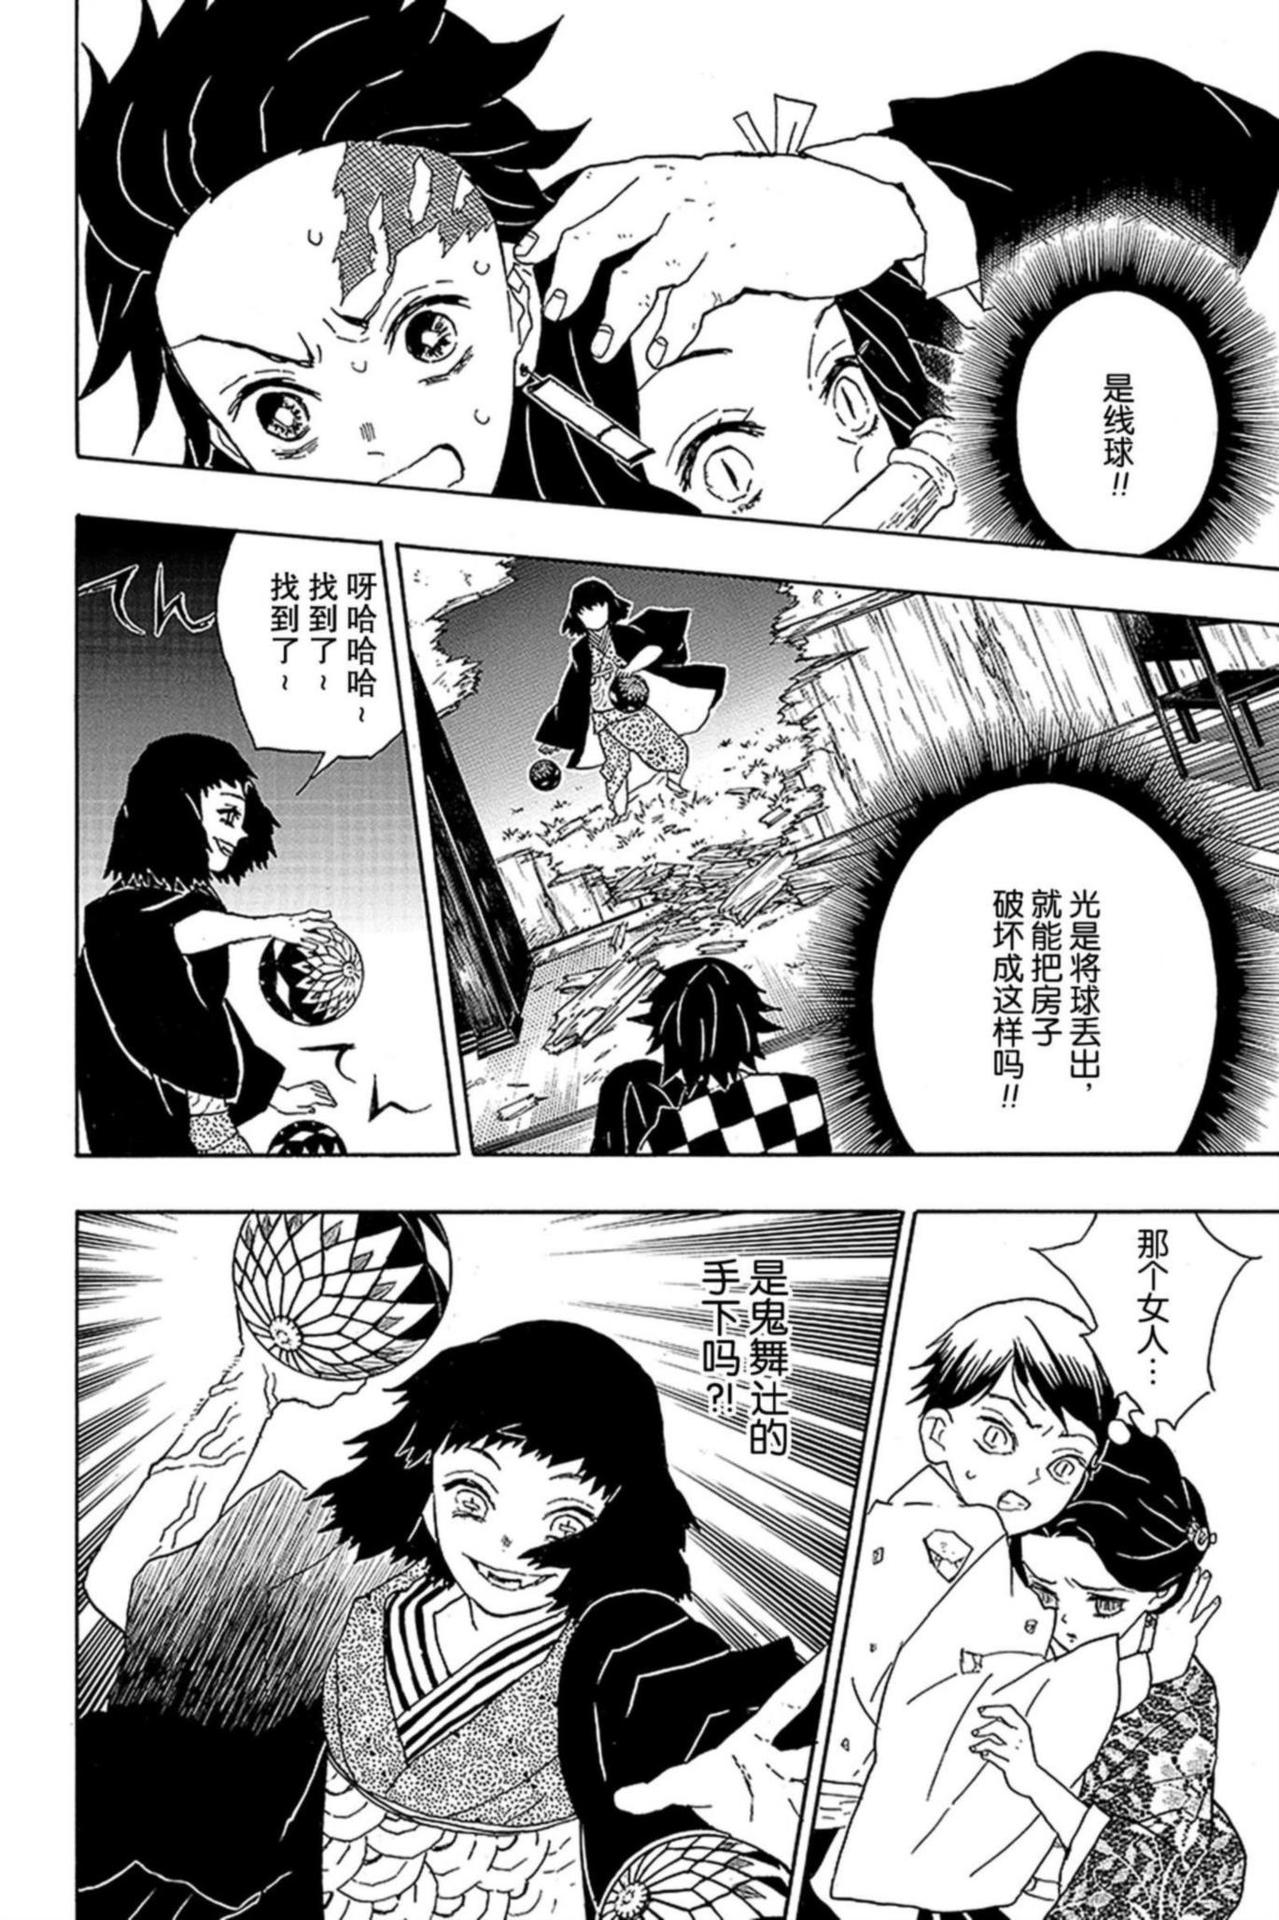 是线球!!
光是将球丢出，
就能把房子
破坏成这样吗!!
呀哈哈哈~
找到了~
找到了~
てん
てん
那个女人…
是鬼舞辻的
手下吗?!